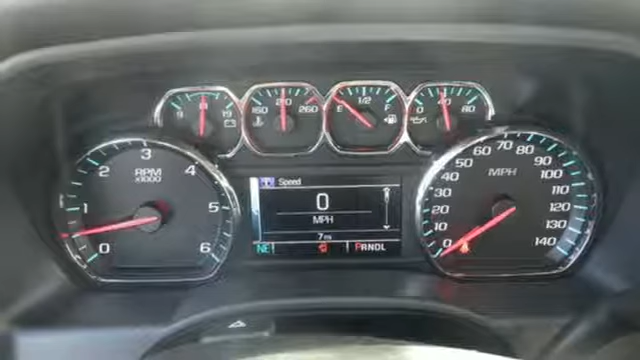 9 19
160 210 260
E 1/2 F
0 40 80
0 1 2 3 4 5 6
RPM
x1000
Speed
0
MPH
7 mi
NE PRNDL
0 10 20 30 40 50 60 70 80 90 100 110 120 130 140
MPH